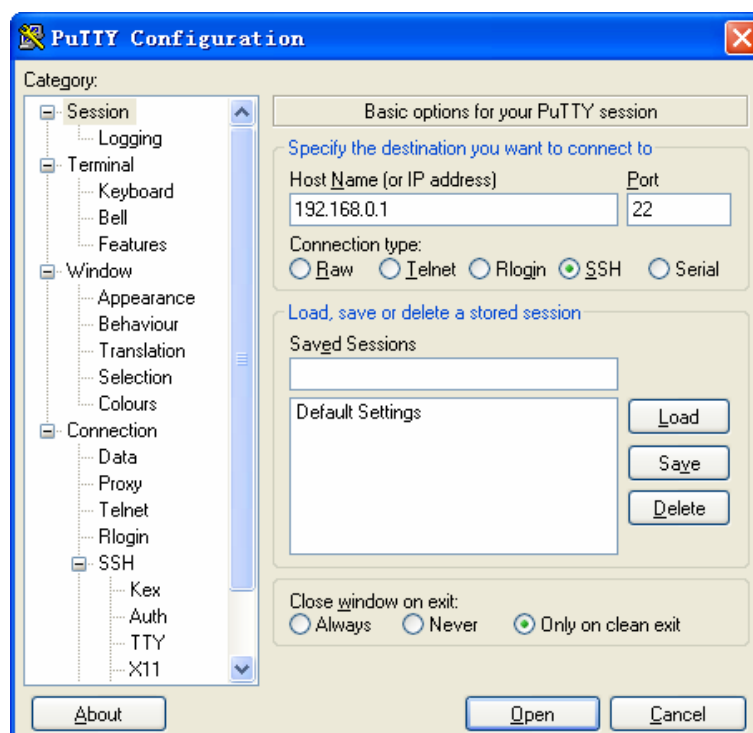 PuTTY Configuration
Category:
Session
Logging
Terminal
Keyboard
Bell
Features
Window
Appearance
Behaviour
Translation
Selection
Colours
Connection
Data
Proxy
Telnet
Rlogin
SSH
Kex
Auth
TTY
X11
Basic options for your PuTTY session
Specify the destination you want to connect to
Host Name (or IP address) Port
192.168.0.1 22
Connection type:
Raw Telnet Rlogin SSH Serial
Load, save or delete a stored session
Saved Sessions
Default Settings
Load
Save
Delete
Close window on exit:
Always Never Only on clean exit
About Open Cancel